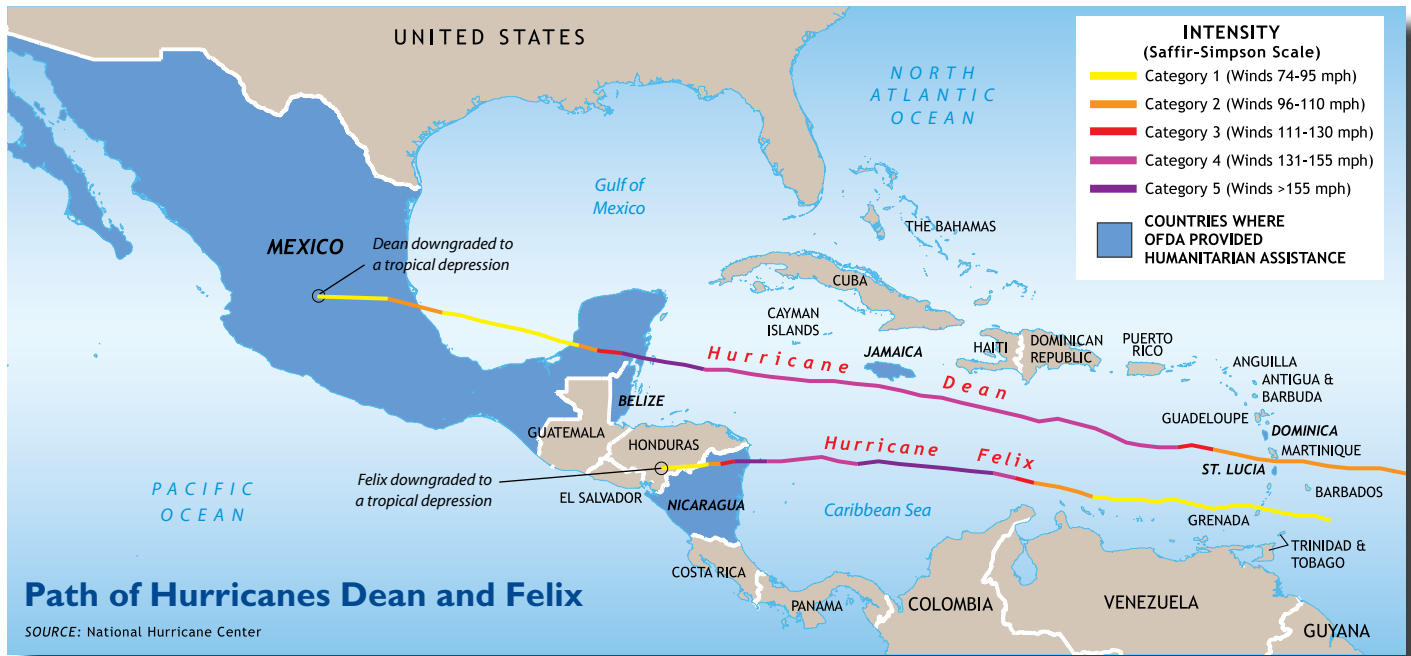 UNITED STATES
NORTH
ATLANTIC
OCEAN
INTENSITY
(Saffir-Simpson Scale)
Category 1 (Winds 74-95 mph)
Category 2 (Winds 96-110 mph)
Category 3 (Winds 111-130 mph)
Category 4 (Winds 131-155 mph)
Category 5 (Winds >155 mph)
COUNTRIES WHERE
OFDA PROVIDED
HUMANITARIAN ASSISTANCE
Gulf of
Mexico
THE BAHAMAS
MEXICO
Dean downgraded to
a tropical depression
CUBA
CAYMAN
ISLANDS
JAMAICA
HAITI
DOMINICAN
REPUBLIC
PUERTO
RICO
ANGUILLA
ANTIGUA &
BARBUDA
Hurricane Dean
GUADELOUPE
DOMINICA
MARTINIQUE
ST. LUCIA
BARBADOS
BELIZE
GUATEMALA
HONDURAS
Hurricane Felix
Felix downgraded to
a tropical depression
EL SALVADOR
NICARAGUA
PACIFIC
OCEAN
Caribbean Sea
GRENADA
TRINIDAD &
TOBAGO
COSTA RICA
PANAMA
COLOMBIA
VENEZUELA
GUYANA
Path of Hurricanes Dean and Felix
SOURCE: National Hurricane Center